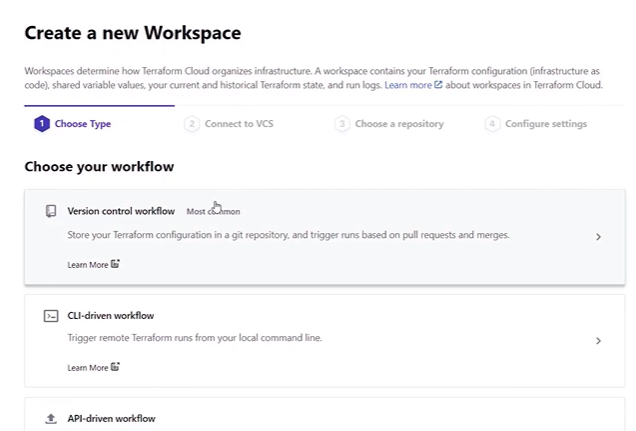 Create a new Workspace
Workspaces determine how Terraform Cloud organizes infrastructure. A workspace contains your Terraform configuration (infrastructure as
code), shared variable values, your current and historical Terraform state, and run logs. Learn more about workspaces in Terraform Cloud.
1 Choose Type 2 Connect to VCS 3 Choose a repository 4 Configure settings
Choose your workflow
Version control workflow Most common
Store your Terraform configuration in a git repository, and trigger runs based on pull requests and merges.
Learn More
CLI-driven workflow
Trigger remote Terraform runs from your local command line.
Learn More
API-driven workflow